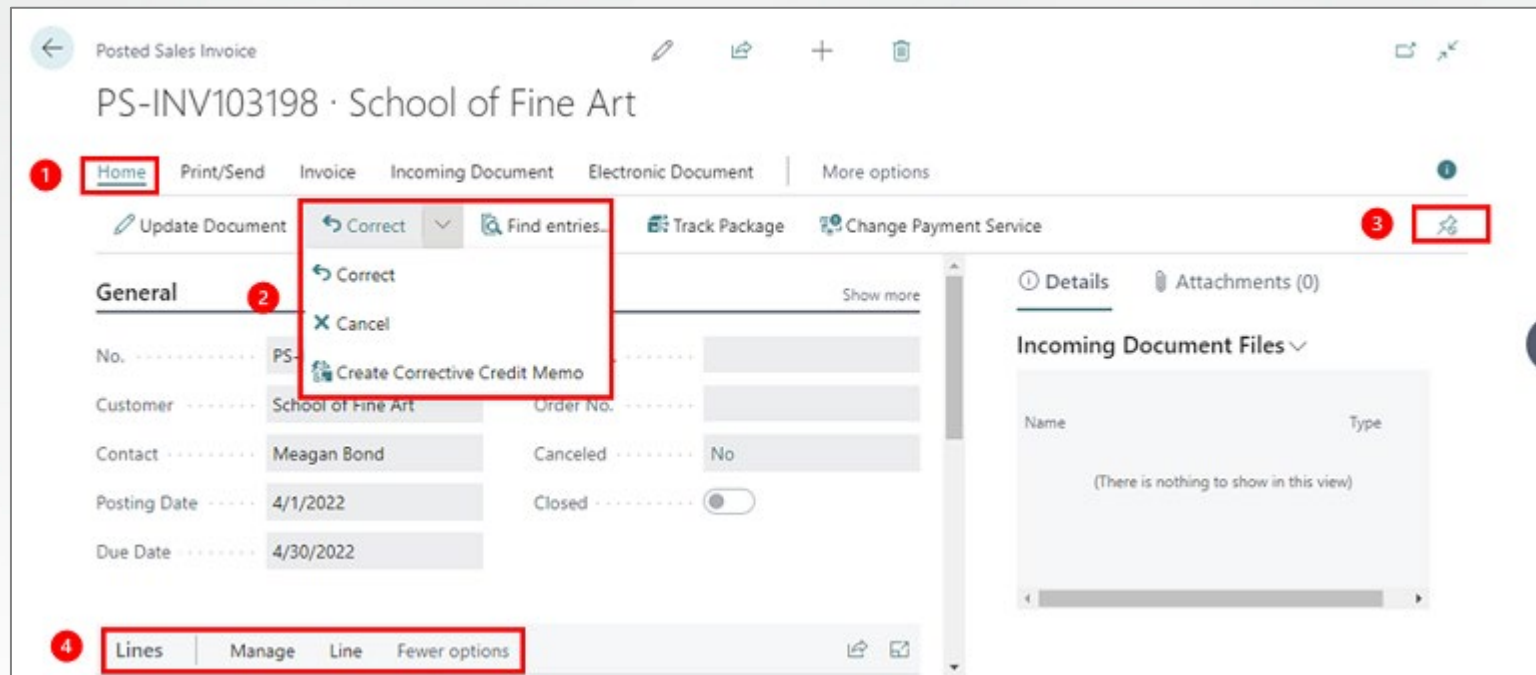 Posted Sales Invoice
PS-INV103198 · School of Fine Art
1 Home Print/Send Invoice Incoming Document Electronic Document More options
Update Document Correct Find entries... Track Package Change Payment Service 3
Correct
Cancel
Create Corrective Credit Memo
2
General Show more
No. PS-
Customer School of Fine Art Order No.
Contact Meagan Bond Canceled No
Posting Date 4/1/2022 Closed
Due Date 4/30/2022
Details Attachments (0)
Incoming Document Files
Name Type
(There is nothing to show in this view)
4 Lines Manage Line Fewer options